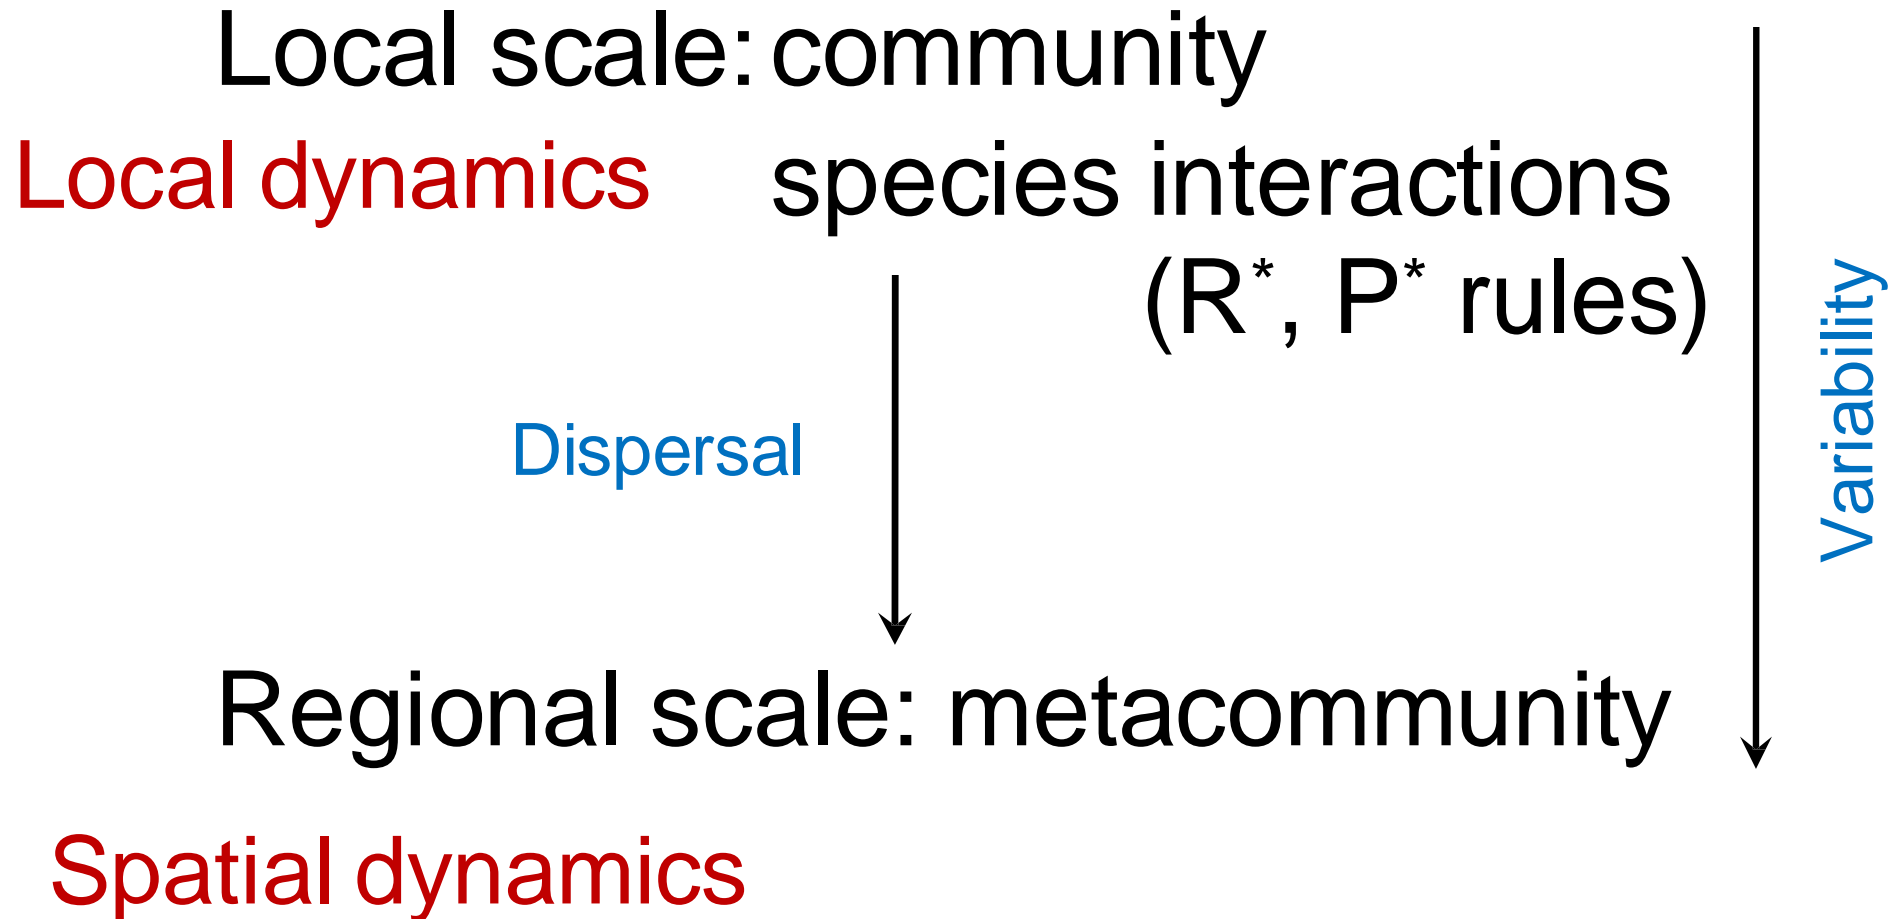 Local scale: community
Local dynamics species interactions
(R*, P* rules)
Variability
Dispersal
Regional scale: metacommunity
Spatial dynamics